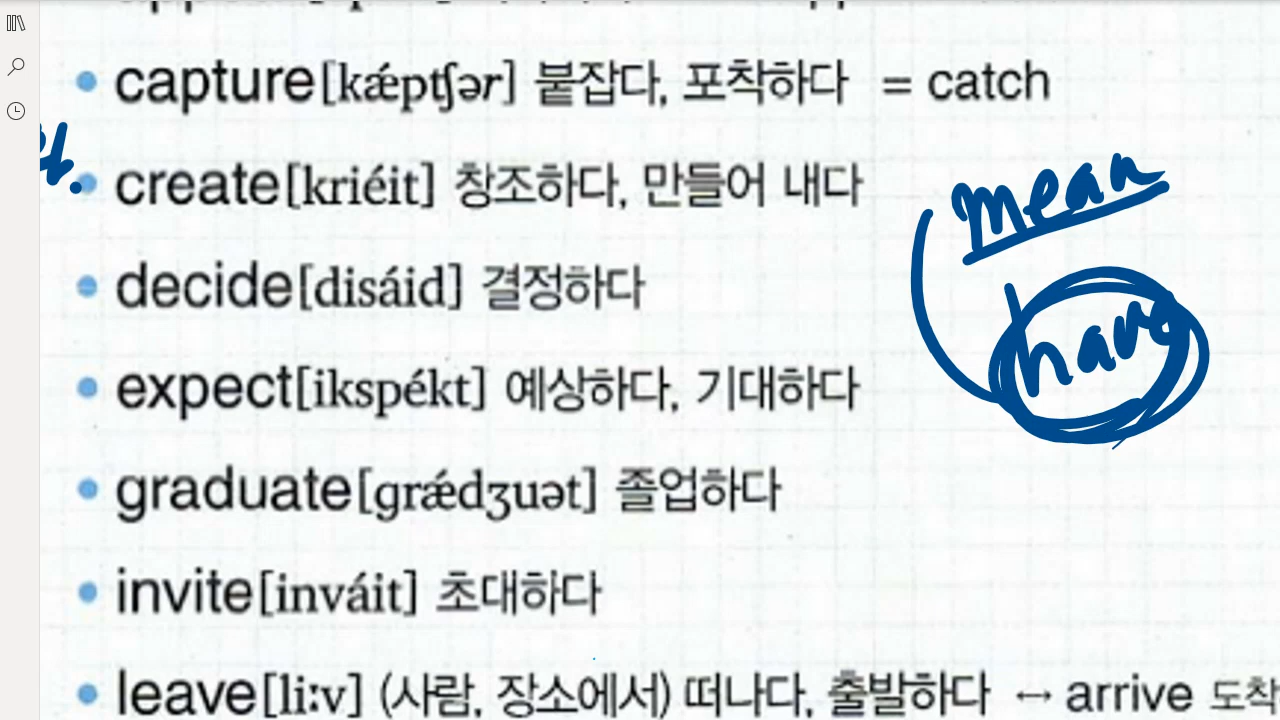 capture[kǽptʃər] 붙잡다, 포착하다 = catch
create[kriéit] 창조하다, 만들어 내다
mean
decide[disáid] 결정하다
have
expect[ikspékt] 예상하다, 기대하다
graduate[grǽdʒuət] 졸업하다
invite[inváit] 초대하다
leave[liːv] (사람, 장소에서) 떠나다, 출발하다 ↔ arrive 도착